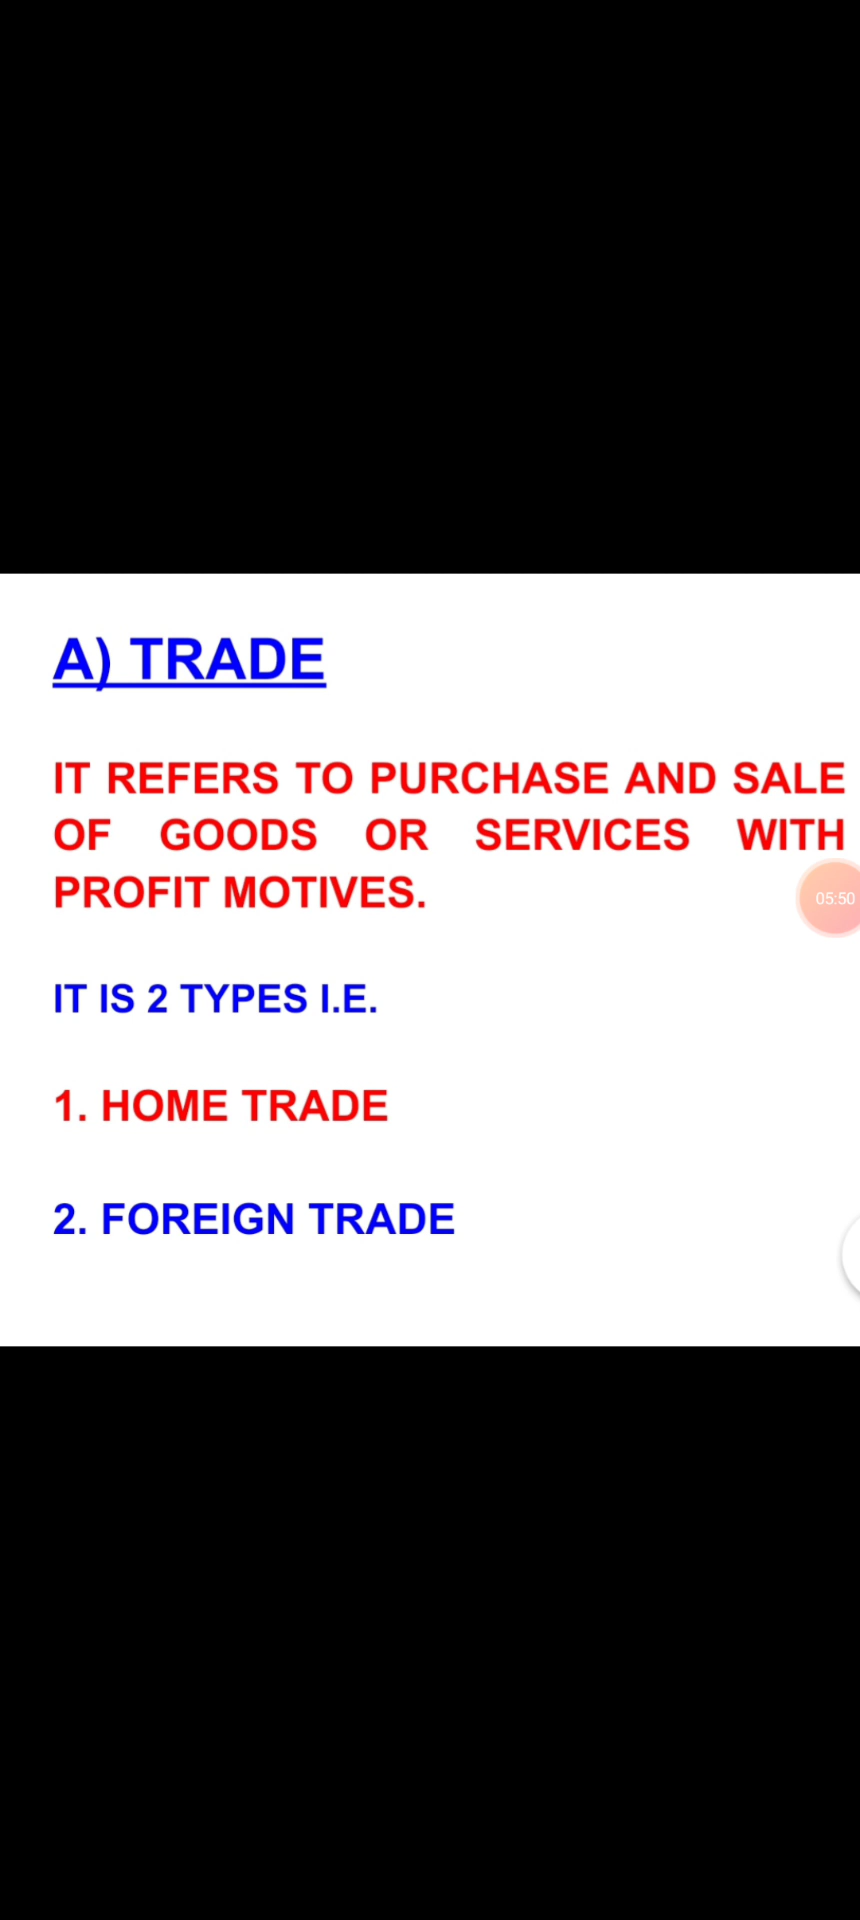 A) TRADE
IT REFERS TO PURCHASE AND SALE
OF GOODS OR SERVICES WITH
PROFIT MOTIVES.
05:50
IT IS 2 TYPES I.E.
1. HOME TRADE
2. FOREIGN TRADE